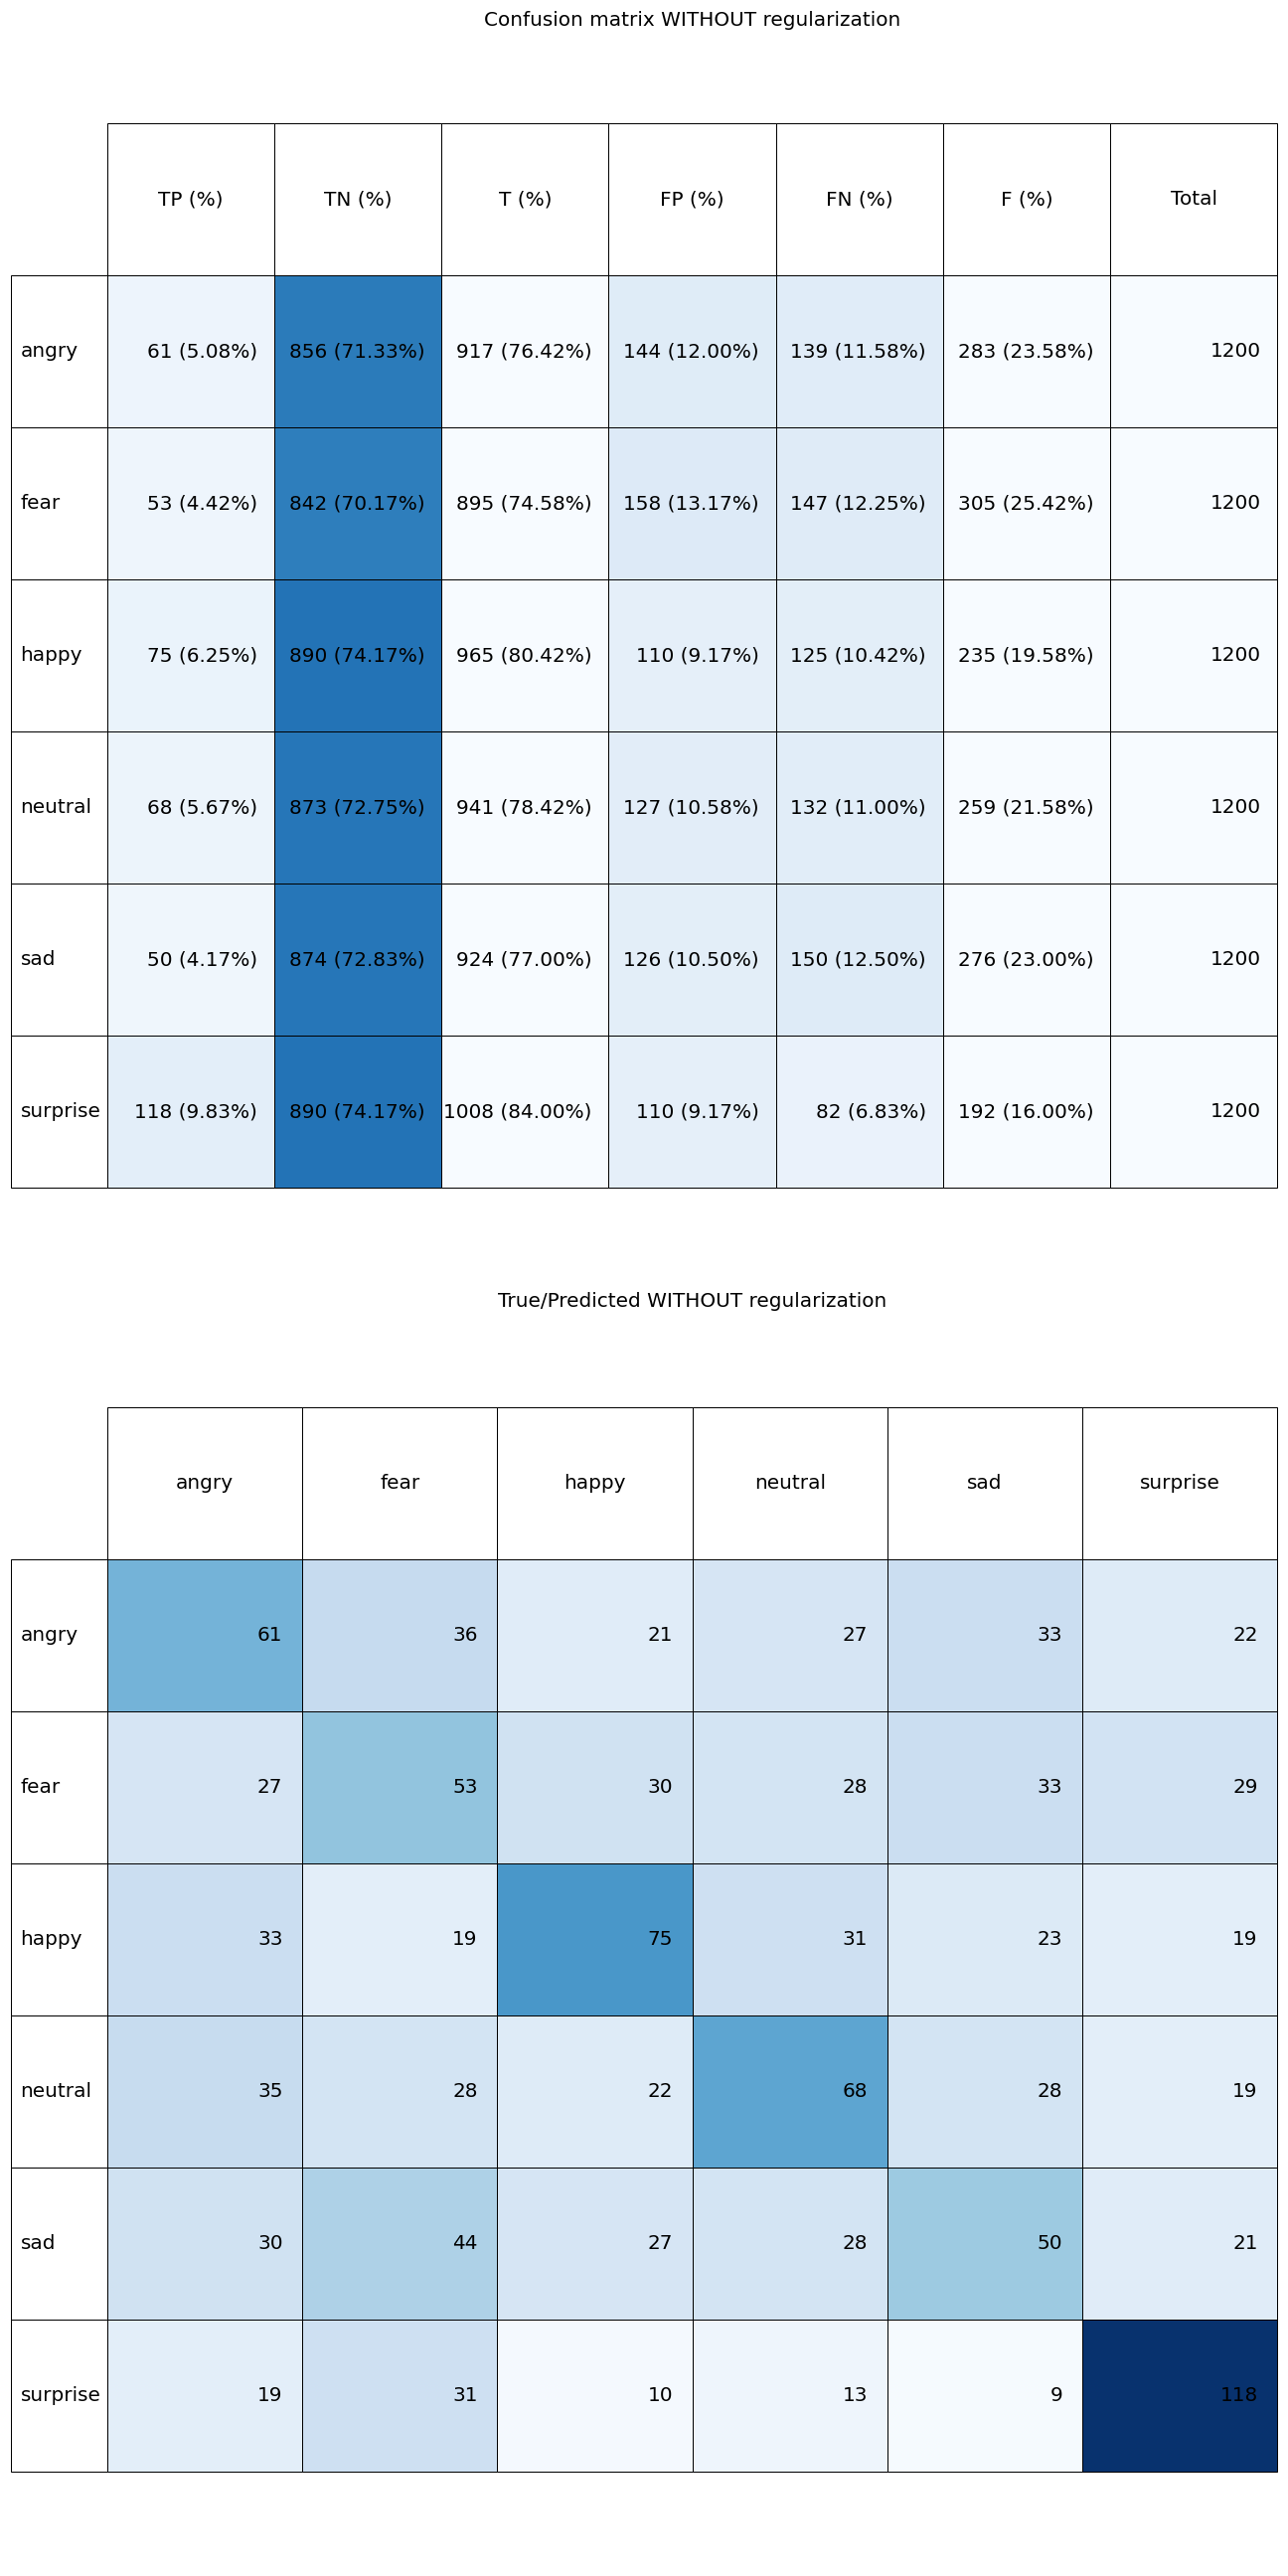 Confusion matrix WITHOUT regularization
TP (%) TN (%) T (%) FP (%) FN (%) F (%) Total
angry 61 (5.08%) 856 (71.33%) 917 (76.42%) 144 (12.00%) 139 (11.58%) 283 (23.58%) 1200
fear 53 (4.42%) 842 (70.17%) 895 (74.58%) 158 (13.17%) 147 (12.25%) 305 (25.42%) 1200
happy 75 (6.25%) 890 (74.17%) 965 (80.42%) 110 (9.17%) 125 (10.42%) 235 (19.58%) 1200
neutral 68 (5.67%) 873 (72.75%) 941 (78.42%) 127 (10.58%) 132 (11.00%) 259 (21.58%) 1200
sad 50 (4.17%) 874 (72.83%) 924 (77.00%) 126 (10.50%) 150 (12.50%) 276 (23.00%) 1200
surprise 118 (9.83%) 890 (74.17%) 1008 (84.00%) 110 (9.17%) 82 (6.83%) 192 (16.00%) 1200
True/Predicted WITHOUT regularization
angry fear happy neutral sad surprise
angry 61 36 21 27 33 22
fear 27 53 30 28 33 29
happy 33 19 75 31 23 19
neutral 35 28 22 68 28 19
sad 30 44 27 28 50 21
surprise 19 31 10 13 9 118